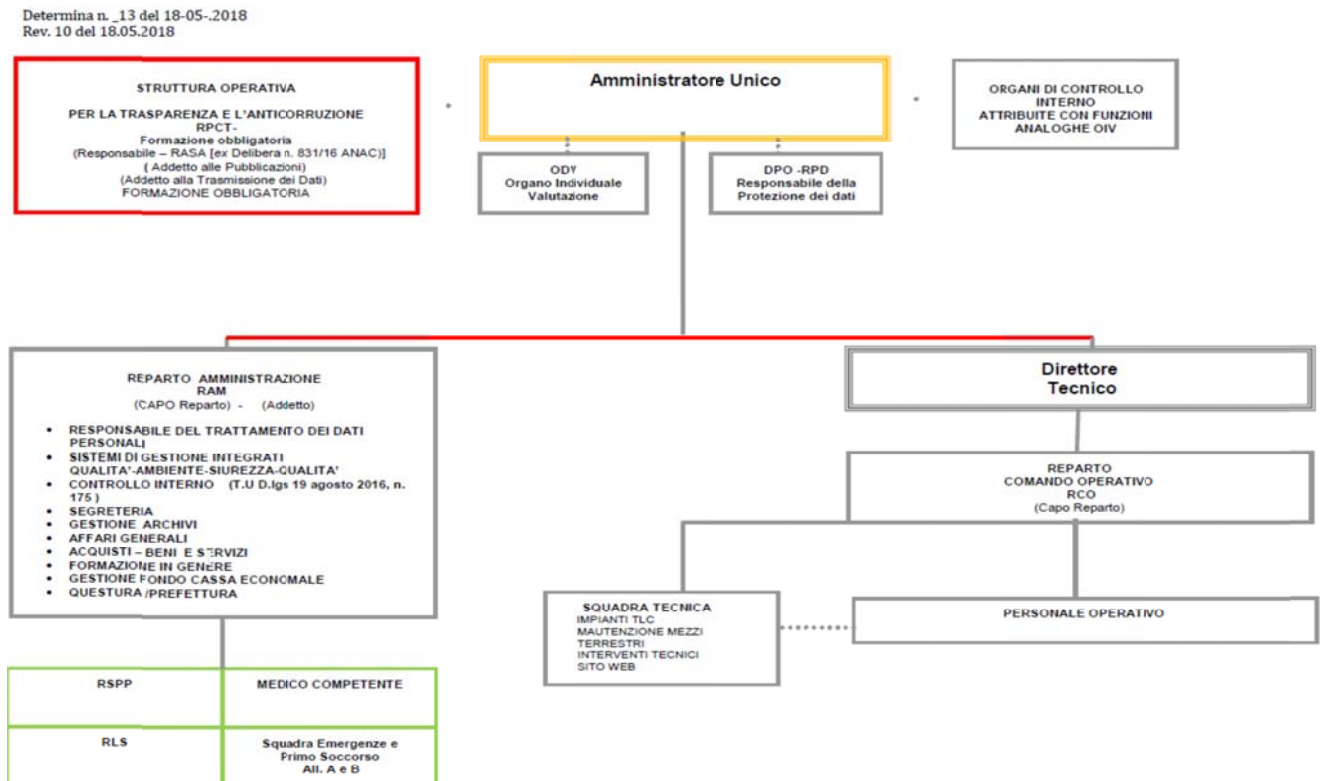 Determina n. _13 del 18-05-.2018
Rev. 10 del 18.05.2018
STRUTTURA OPERATIVA
PER LA TRASPARENZA E L'ANTICORRUZIONE
RPCT-
Formazione obbligatoria
(Responsabile – RASA [ex Delibera n. 831/16 ANAC)]
( Addetto alle Pubblicazioni)
(Addetto alla Trasmissione dei Dati)
FORMAZIONE OBBLIGATORIA
Amministratore Unico
ORGANI DI CONTROLLO
INTERNO
ATTRIBUITE CON FUNZIONI
ANALOGHE OIV
ODV
Organo Individuale
Valutazione
DPO -RPD
Responsabile della
Protezione dei dati
REPARTO AMMINISTRAZIONE
RAM
(CAPO Reparto) - (Addetto)
• RESPONSABILE DEL TRATTAMENTO DEI DATI
PERSONALI
• SISTEMI DI GESTIONE INTEGRATI
QUALITA'-AMBIENTE-SIUREZZA-QUALITA'
• CONTROLLO INTERNO (T.U D.lgs 19 agosto 2016, n.
175 )
• SEGRETERIA
• GESTIONE ARCHIVI
• AFFARI GENERALI
• ACQUISTI – BENI E SERVIZI
• FORMAZIONE IN GENERE
• GESTIONE FONDO CASSA ECONOMALE
• QUESTURA /PREFETTURA
Direttore
Tecnico
REPARTO
COMANDO OPERATIVO
RCO
(Capo Reparto)
SQUADRA TECNICA
IMPIANTI TLC
MAUTENZIONE MEZZI
TERRESTRI
INTERVENTI TECNICI
SITO WEB
PERSONALE OPERATIVO
RSPP
MEDICO COMPETENTE
RLS
Squadra Emergenze e
Primo Soccorso
All. A e B